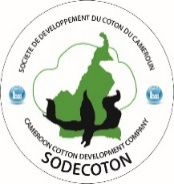 SOCIETE DE DEVELOPPEMENT DU COTON DU CAMEROUN
CAMEROON COTTON DEVELOPMENT COMPANY
SODECOTON